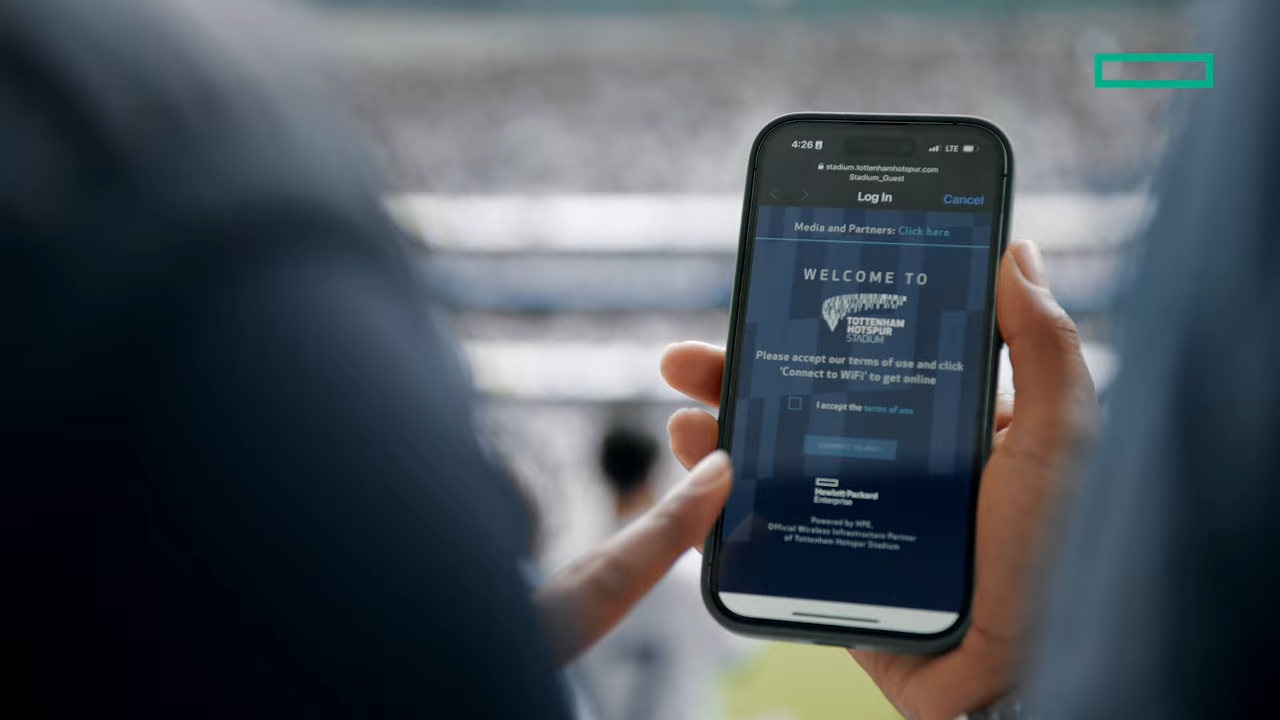 4:26
LTE
stadium.tottenhamhotspur.com
Stadium_Guest
Log In
Cancel
Media and Partners: Click here
WELCOME TO
TOTTENHAM
HOTSPUR
STADIUM
Please accept our terms of use and click
'Connect to WiFi' to get online
I accept the terms of use
Hewlett Packard
Enterprise
Powered by HPE,
Official Wireless Infrastructure Partner
of Tottenham Hotspur Stadium